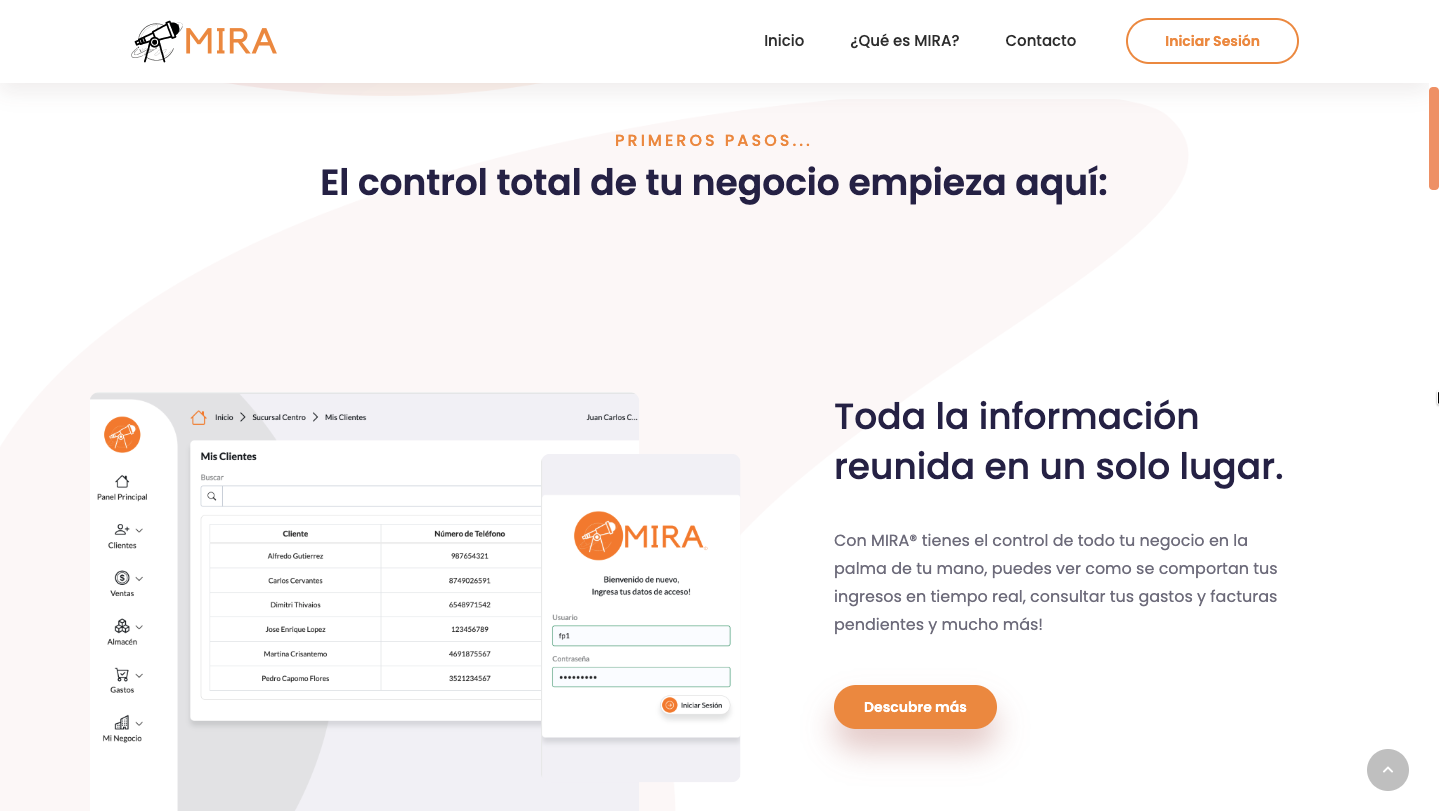 MIRA
Inicio
¿Qué es MIRA?
Contacto
Iniciar Sesión
PRIMEROS PASOS...
El control total de tu negocio empieza aquí:
Inicio
Sucursal Centro
Mis Clientes
Juan Carlos C...
Panel Principal
Clientes
Ventas
Almacén
Gastos
Mi Negocio
Mis Clientes
Buscar
Cliente Número de Teléfono
Alfredo Gutierrez 987654321
Carlos Cervantes 8749026591
Dimitri Thivaios 6548971542
Jose Enrique Lopez 123456789
Martina Crisantemo 4691875567
Pedro Capomo Flores 3521234567
MIRA
Bienvenido de nuevo,
Ingresa tus datos de acceso!
Usuario
fp1
Contraseña
•••••••••
Iniciar Sesión
Toda la información
reunida en un solo lugar.
Con MIRA® tienes el control de todo tu negocio en la
palma de tu mano, puedes ver como se comportan tus
ingresos en tiempo real, consultar tus gastos y facturas
pendientes y mucho más!
Descubre más